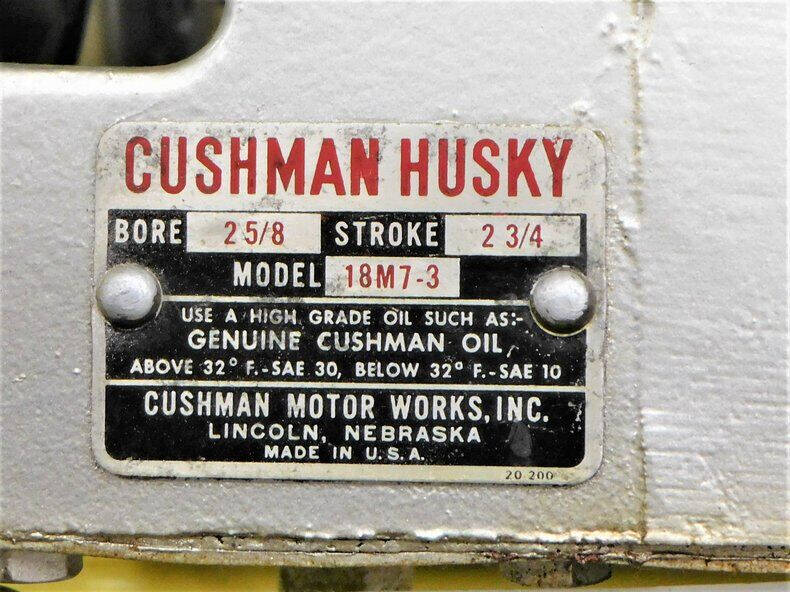 CUSHMAN HUSKY
BORE 2 5/8 STROKE 2 3/4
MODEL 18M7-3
USE A HIGH GRADE OIL SUCH AS:-
GENUINE CUSHMAN OIL
ABOVE 32° F.-SAE 30, BELOW 32° F.-SAE 10
CUSHMAN MOTOR WORKS, INC.
LINCOLN, NEBRASKA
MADE IN U.S.A.
20 200